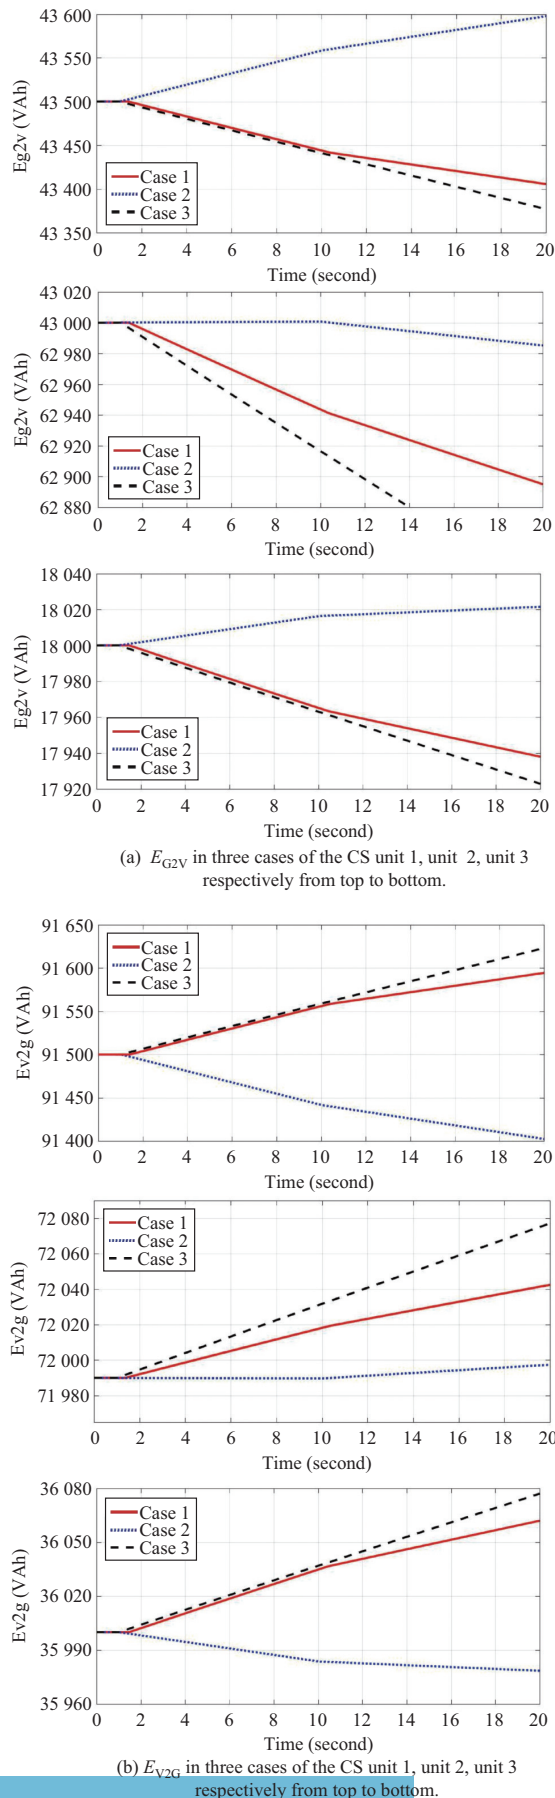 43 600
43 550
43 500
43 450
43 400
43 350
Eg2v (VAh)
Case 1
Case 2
Case 3
0 2 4 6 8 10 12 14 16 18 20
Time (second)
43 020
43 000
62 980
62 960
62 940
62 920
62 900
62 880
Eg2v (VAh)
Case 1
Case 2
Case 3
0 2 4 6 8 10 12 14 16 18 20
Time (second)
18 040
18 020
18 000
17 980
17 960
17 940
17 920
Eg2v (VAh)
Case 1
Case 2
Case 3
0 2 4 6 8 10 12 14 16 18 20
Time (second)
(a) EG2V in three cases of the CS unit 1, unit 2, unit 3
respectively from top to bottom.
91 650
91 600
91 550
91 500
91 450
91 400
Ev2g (VAh)
Case 1
Case 2
Case 3
0 2 4 6 8 10 12 14 16 18 20
Time (second)
72 080
72 060
72 040
72 020
72 000
71 980
Ev2g (VAh)
Case 1
Case 2
Case 3
0 2 4 6 8 10 12 14 16 18 20
Time (second)
36 080
36 050
36 020
35 990
35 960
Ev2g (VAh)
Case 1
Case 2
Case 3
0 2 4 6 8 10 12 14 16 18 20
Time (second)
(b) EV2G in three cases of the CS unit 1, unit 2, unit 3
respectively from top to bottom.